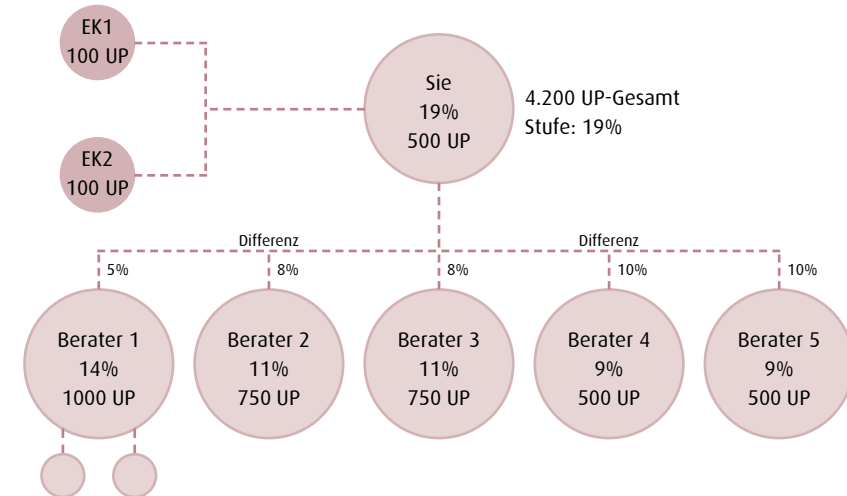 EK1
100 UP
EK2
100 UP
Sie
19%
500 UP
4.200 UP-Gesamt
Stufe: 19%
Differenz
Differenz
5%
8%
8%
10%
10%
Berater 1
14%
1000 UP
Berater 2
11%
750 UP
Berater 3
11%
750 UP
Berater 4
9%
500 UP
Berater 5
9%
500 UP